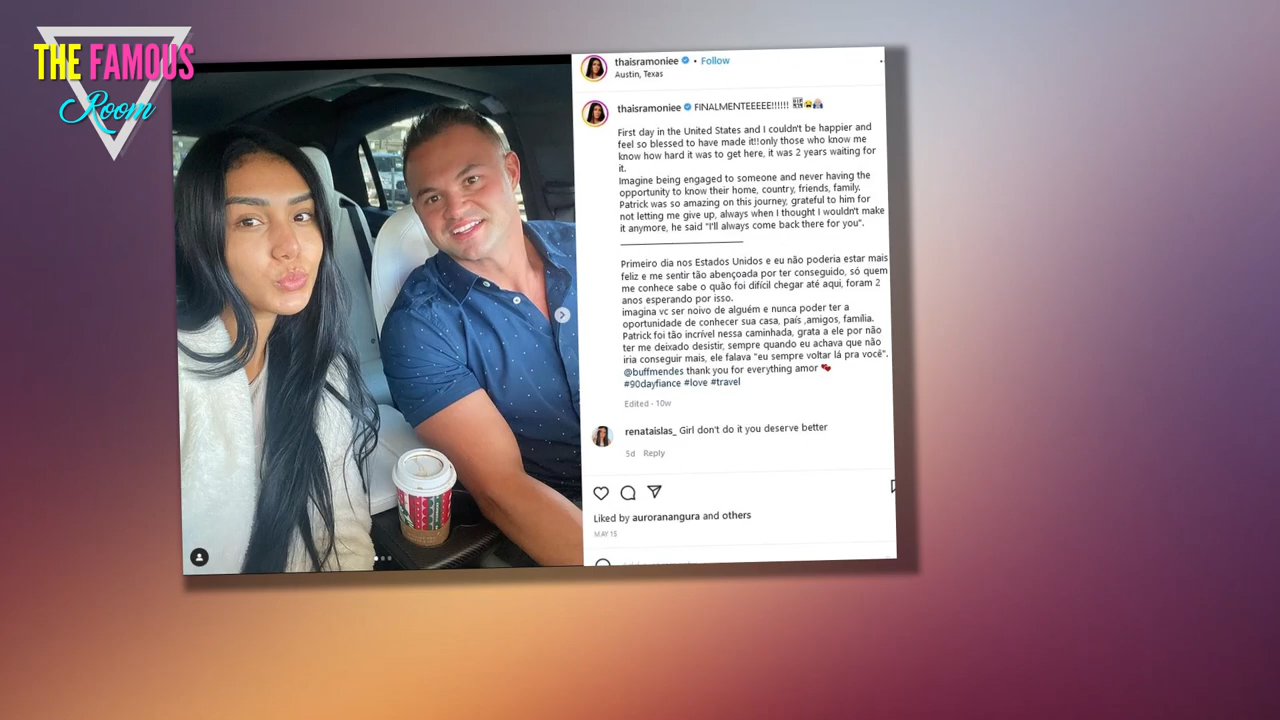 THE FAMOUS
Room
thaisramoniee • Follow
Austin, Texas
thaisramoniee FINALMENTEEEEE!!!!!!
First day in the United States and I couldn't be happier and
feel so blessed to have made it!!only those who know me
know how hard it was to get here, it was 2 years waiting for
it.
Imagine being engaged to someone and never having the
opportunity to know their home, country, friends, family.
Patrick was so amazing on this journey, grateful to him for
not letting me give up, always when I thought I wouldn't make
it anymore, he said "I'll always come back there for you".
Primeiro dia nos Estados Unidos e eu não poderia estar mais
feliz e me sentir tão abençoada por ter conseguido, só quem
me conhece sabe o quão foi difícil chegar até aqui, foram 2
anos esperando por isso.
imagina vc ser noivo de alguém e nunca poder ter a
oportunidade de conhecer sua casa, país ,amigos, família.
Patrick foi tão incrível nessa caminhada, grata a ele por não
ter me deixado desistir, sempre quando eu achava que não
iria conseguir mais, ele falava "eu sempre voltar lá pra você".
@buffmendes thank you for everything amor
#90dayfiance #love #travel
Edited · 10w
renataislas_ Girl don't do it you deserve better
5d Reply
Liked by auroranangura and others
MAY 15